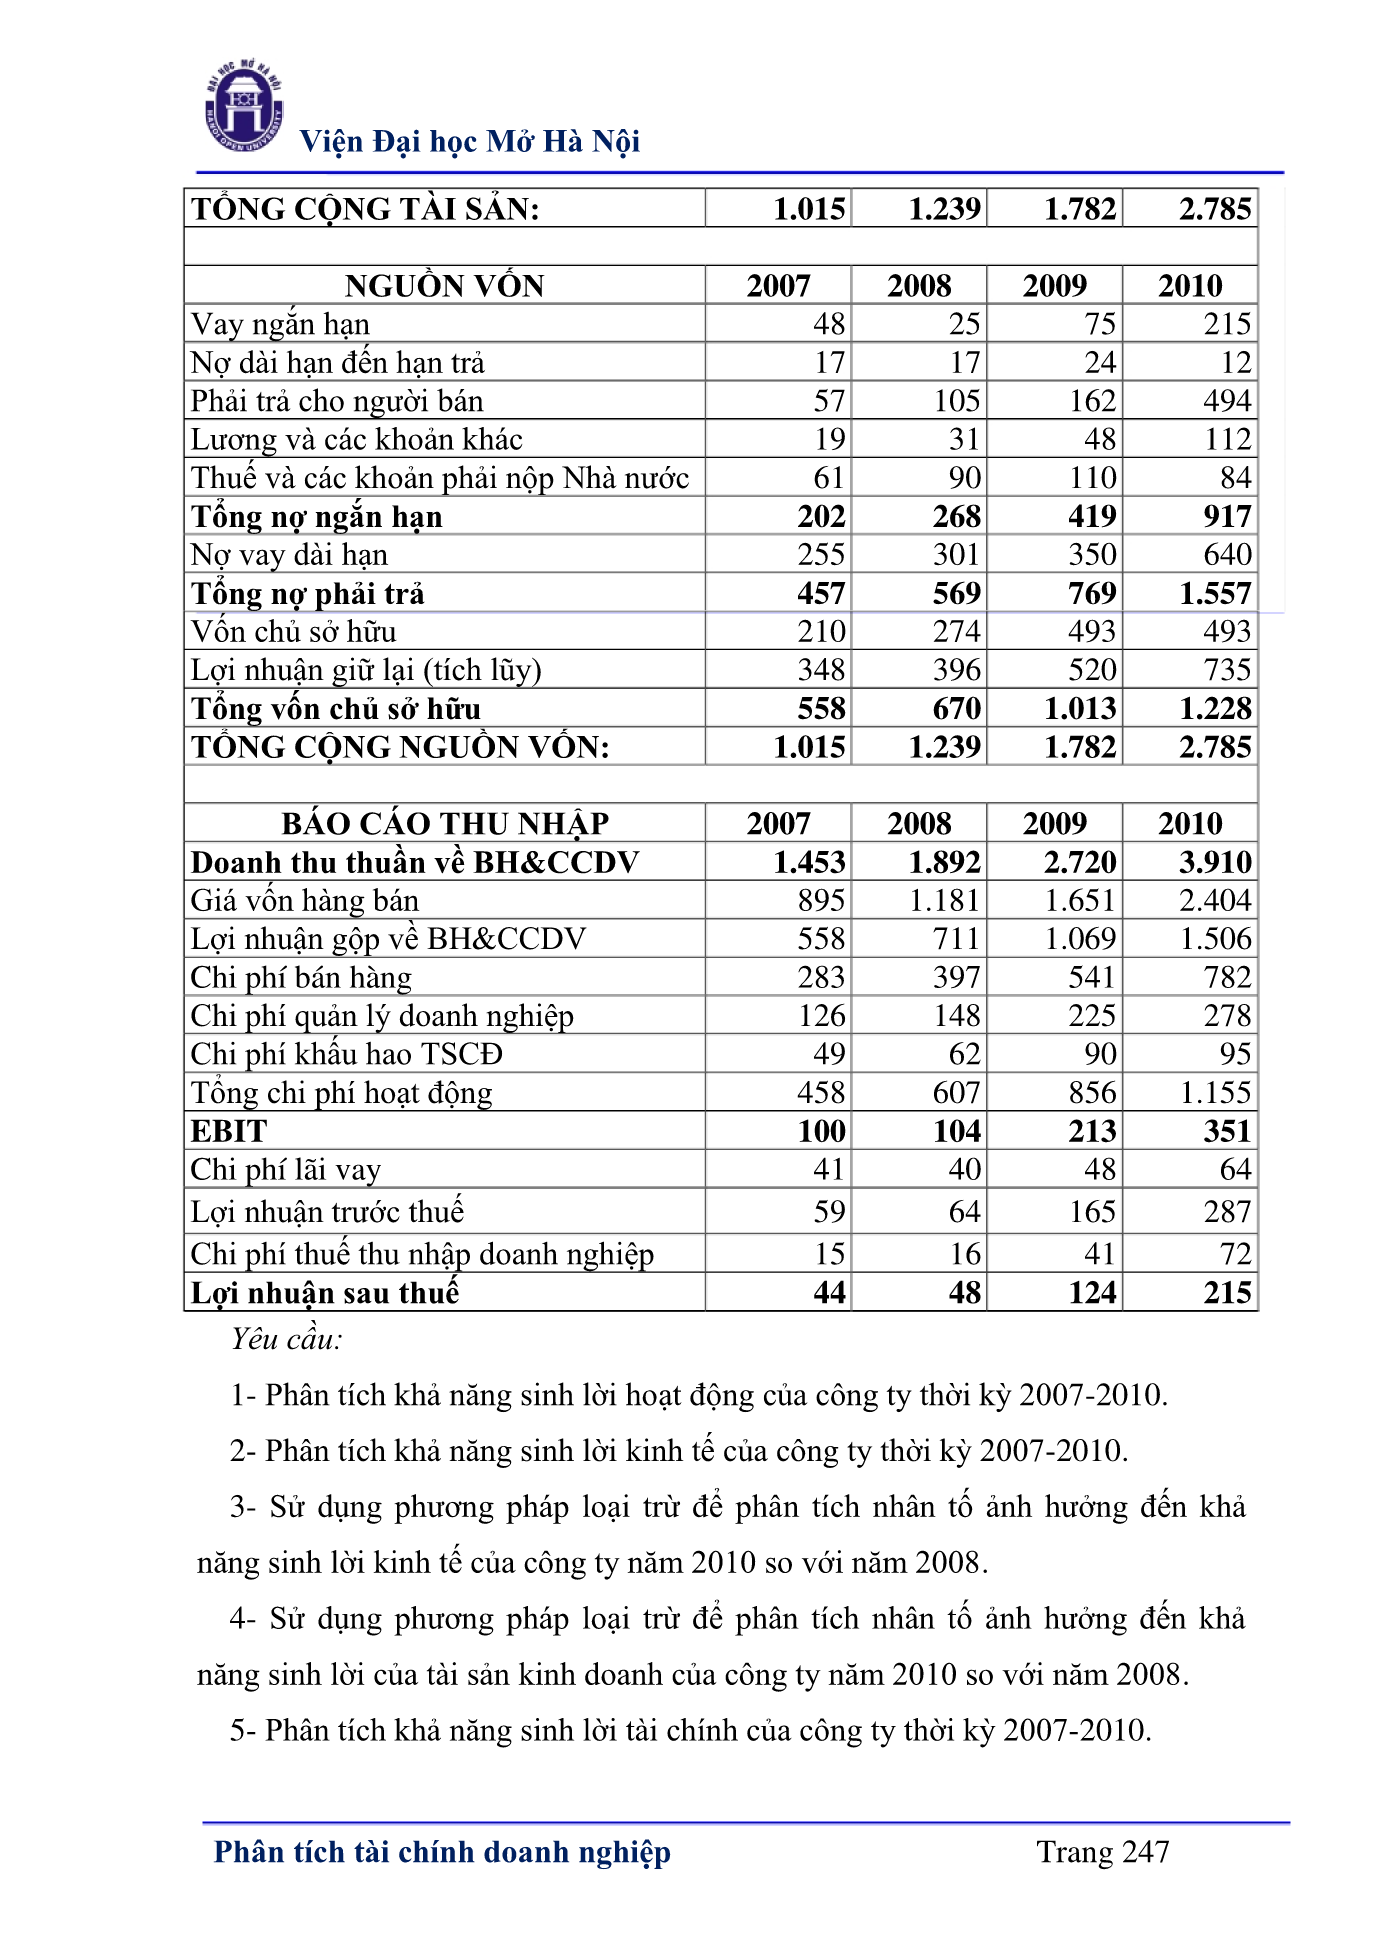 ĐẠI HỌC MỞ HÀ NỘI
HANOI OPEN UNIVERSITY
Viện Đại học Mở Hà Nội
TỔNG CỘNG TÀI SẢN: 1.015 1.239 1.782 2.785
NGUỒN VỐN 2007 2008 2009 2010
Vay ngắn hạn 48 25 75 215
Nợ dài hạn đến hạn trả 17 17 24 12
Phải trả cho người bán 57 105 162 494
Lương và các khoản khác 19 31 48 112
Thuế và các khoản phải nộp Nhà nước 61 90 110 84
Tổng nợ ngắn hạn 202 268 419 917
Nợ vay dài hạn 255 301 350 640
Tổng nợ phải trả 457 569 769 1.557
Vốn chủ sở hữu 210 274 493 493
Lợi nhuận giữ lại (tích lũy) 348 396 520 735
Tổng vốn chủ sở hữu 558 670 1.013 1.228
TỔNG CỘNG NGUỒN VỐN: 1.015 1.239 1.782 2.785
BÁO CÁO THU NHẬP 2007 2008 2009 2010
Doanh thu thuần về BH&CCDV 1.453 1.892 2.720 3.910
Giá vốn hàng bán 895 1.181 1.651 2.404
Lợi nhuận gộp về BH&CCDV 558 711 1.069 1.506
Chi phí bán hàng 283 397 541 782
Chi phí quản lý doanh nghiệp 126 148 225 278
Chi phí khấu hao TSCĐ 49 62 90 95
Tổng chi phí hoạt động 458 607 856 1.155
EBIT 100 104 213 351
Chi phí lãi vay 41 40 48 64
Lợi nhuận trước thuế 59 64 165 287
Chi phí thuế thu nhập doanh nghiệp 15 16 41 72
Lợi nhuận sau thuế 44 48 124 215
Yêu cầu:
1- Phân tích khả năng sinh lời hoạt động của công ty thời kỳ 2007-2010.
2- Phân tích khả năng sinh lời kinh tế của công ty thời kỳ 2007-2010.
3- Sử dụng phương pháp loại trừ để phân tích nhân tố ảnh hưởng đến khả
năng sinh lời kinh tế của công ty năm 2010 so với năm 2008.
4- Sử dụng phương pháp loại trừ để phân tích nhân tố ảnh hưởng đến khả
năng sinh lời của tài sản kinh doanh của công ty năm 2010 so với năm 2008.
5- Phân tích khả năng sinh lời tài chính của công ty thời kỳ 2007-2010.
Phân tích tài chính doanh nghiệp Trang 247